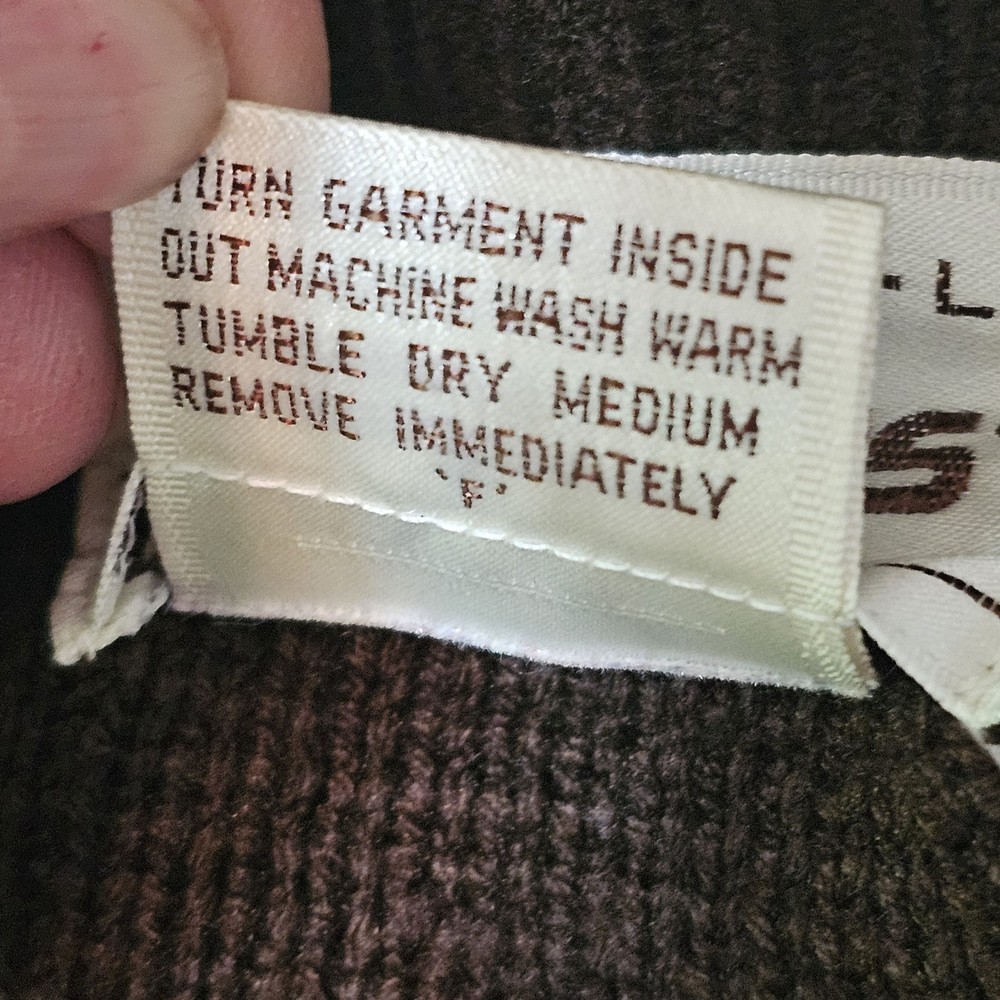 TURN GARMENT INSIDE
OUT MACHINE WASH WARM
TUMBLE DRY MEDIUM
REMOVE IMMEDIATELY
'F'
-L
S